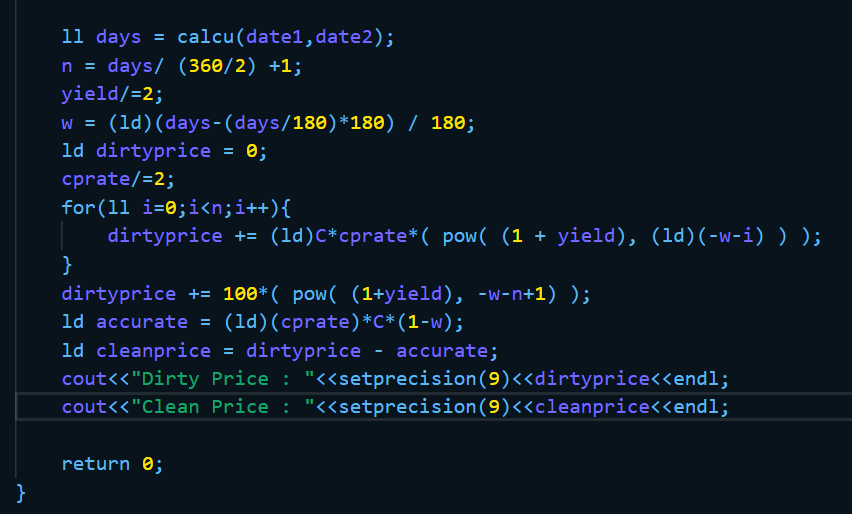 ll days = calcu(date1,date2);
n = days/ (360/2) +1;
yield/=2;
w = (ld)(days-(days/180)*180) / 180;
ld dirtyprice = 0;
cprate/=2;
for(ll i=0;i<n;i++){
dirtyprice += (ld)C*cprate*( pow( (1 + yield), (ld)(-w-i) ) );
}
dirtyprice += 100*( pow( (1+yield), -w-n+1) );
ld accurate = (ld)(cprate)*C*(1-w);
ld cleanprice = dirtyprice - accurate;
cout<<"Dirty Price : "<<setprecision(9)<<dirtyprice<<endl;
cout<<"Clean Price : "<<setprecision(9)<<cleanprice<<endl;
return 0;
}